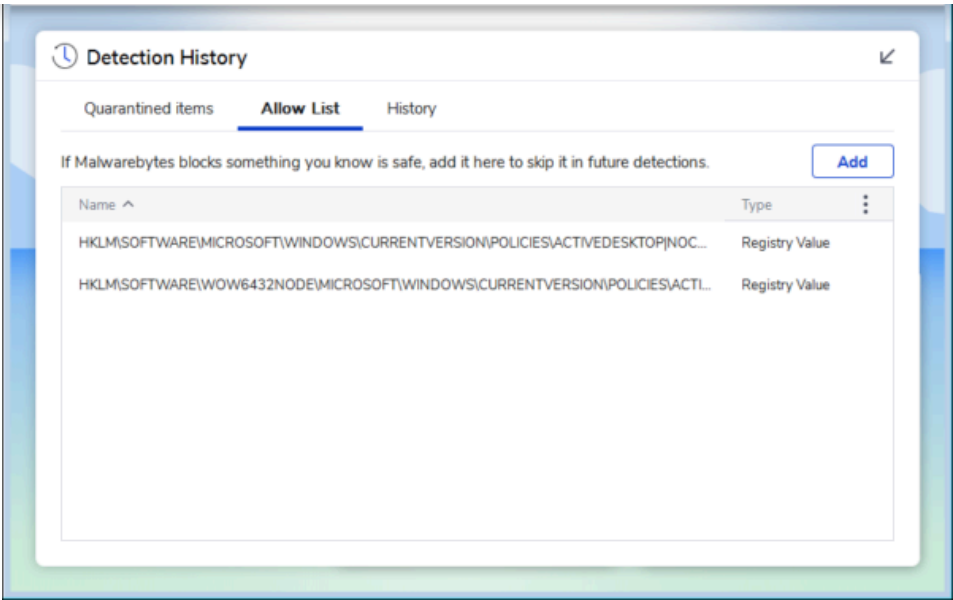 Detection History
Quarantined items Allow List History
If Malwarebytes blocks something you know is safe, add it here to skip it in future detections. Add
Name Type
HKLM\SOFTWARE\MICROSOFT\WINDOWS\CURRENTVERSION\POLICIES\ACTIVEDESKTOP|NOC... Registry Value
HKLM\SOFTWARE\WOW6432NODE\MICROSOFT\WINDOWS\CURRENTVERSION\POLICIES\ACTI... Registry Value